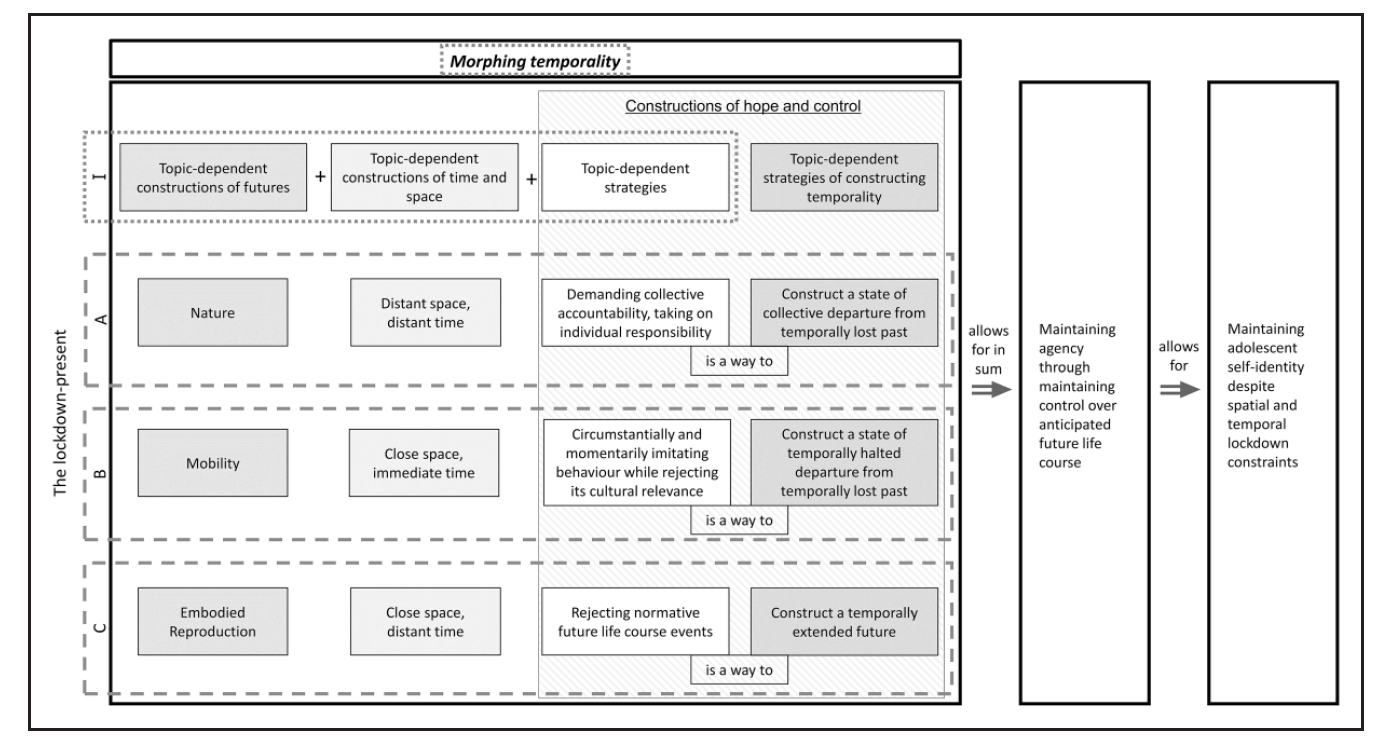 Morphing temporality
Constructions of hope and control
I
Topic-dependent
constructions of futures
+
Topic-dependent
constructions of time and
space
+
Topic-dependent
strategies
Topic-dependent
strategies of constructing
temporality
The lockdown-present
A
Nature
Distant space,
distant time
Demanding collective
accountability, taking on
individual responsibility
Construct a state of
collective departure from
temporally lost past
is a way to
B
Mobility
Close space,
immediate time
Circumstantially and
momentarily imitating
behaviour while rejecting
its cultural relevance
Construct a state of
temporally halted
departure from
temporally lost past
is a way to
C
Embodied
Reproduction
Close space,
distant time
Rejecting normative
future life course events
Construct a temporally
extended future
is a way to
allows
for in
sum
Maintaining
agency
through
maintaining
control over
anticipated
future life
course
allows
for
Maintaining
adolescent
self-identity
despite
spatial and
temporal
lockdown
constraints